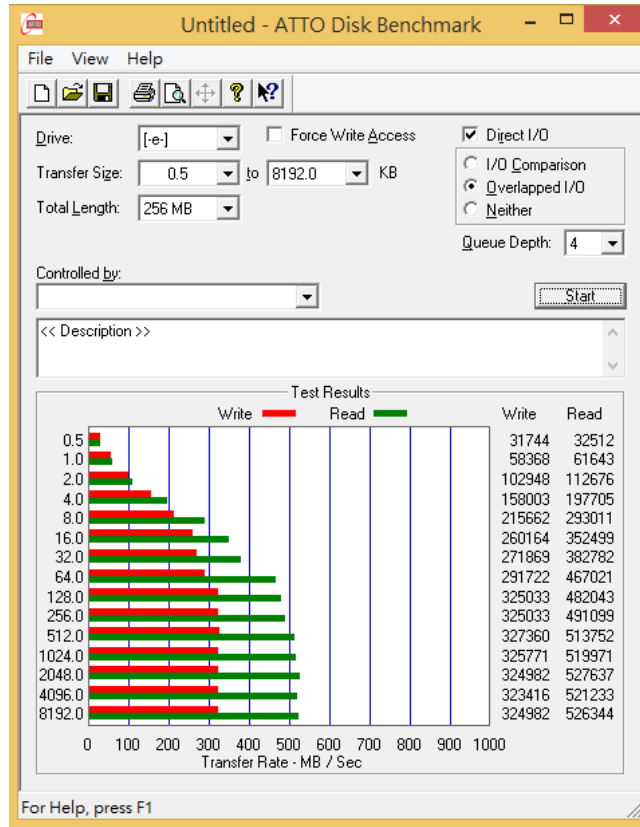 Untitled - ATTO Disk Benchmark
File View Help
Drive: [-e-] Force Write Access Direct I/O
Transfer Size: 0.5 to 8192.0 KB I/O Comparison
Overlapped I/O
Total Length: 256 MB Neither
Queue Depth: 4
Controlled by:
Start
<< Description >>
Test Results
Write Read Write Read
0.5 31744 32512
1.0 58368 61643
2.0 102948 112676
4.0 158003 197705
8.0 215662 293011
16.0 260164 352499
32.0 271869 382782
64.0 291722 467021
128.0 325033 482043
256.0 325033 491099
512.0 327360 513752
1024.0 325771 519971
2048.0 324982 527637
4096.0 323416 521233
8192.0 324982 526344
0 100 200 300 400 500 600 700 800 900 1000
Transfer Rate - MB / Sec
For Help, press F1